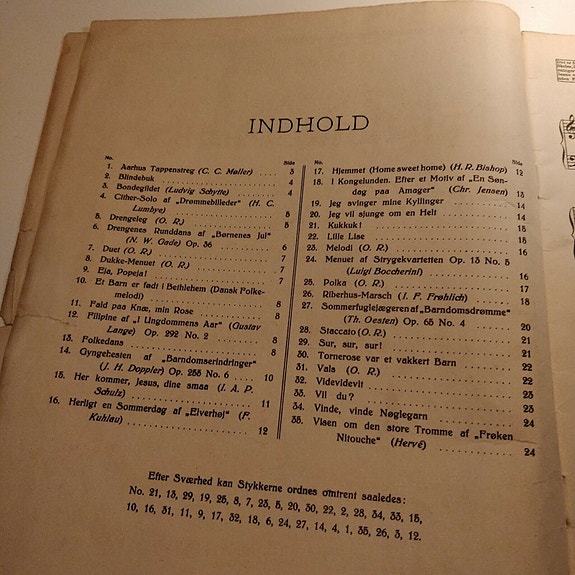 INDHOLD
No. Side
1. Aarhus Tappenstreg (C. C. Møller) . . . . 3
2. Blindebuk . . . . 4
3. Bondegildet (Ludvig Schytte) . . . . 4
4. Cither-Solo af „Drømmebilleder“ (H. C.
Lumbye) . . . . 5
5. Drengeleg (O. R.) . . . . 5
6. Drengenes Runddans af „Børnenes Jul“
(N. W. Gade) Op. 36 . . . . 6
7. Duet (O. R.) . . . . 7
8. Dukke-Menuet (O. R.) . . . . 7
9. Eja, Popeja! . . . . 7
10. Et Barn er født i Bethlehem (Dansk Folke-
melodi) . . . . 8
11. Fald paa Knæ, min Rose . . . . 8
12. Filipine af „I Ungdommens Aar“ (Gustav
Lange) Op. 292 No. 2 . . . . 8
13. Folkedans . . . . 8
14. Gyngehesten af „Barndomserindringer“
(J. H. Doppler) Op. 255 No. 6 . . . . 10
15. Her kommer, Jesus, dine smaa (J. A. P.
Schulz) . . . . 11
16. Herligt en Sommerdag af „Elverhøj“ (F.
Kuhlau) . . . . 12
No. Side
17. Hjemmet (Home sweet home) (H. R. Bishop) 12
18. I Kongelunden. Efter et Motiv af „En Søn-
dag paa Amager“ (Chr. Jensen) 13
19. Jeg svinger mine Kyllinger . . . . 14
20. Jeg vil sjunge om en Helt . . . . 14
21. Kukkuk! . . . . 15
22. Lille Lise . . . . 15
23. Melodi (O. R.) . . . . 15
24. Menuet af Strygekvartetten Op. 13 No. 5
(Luigi Boccherini) . . . . 16
25. Polka (O. R.) . . . . 17
26. Riberhus-Marsch (J. F. Frøhlich) . . . . 18
27. Sommerfuglejægeren af „Barndomsdrømme“
(Th. Oesten) Op. 65 No. 4 . . . . 20
28. Staccato (O. R.) . . . . 21
29. Sur, sur, sur! . . . . 21
30. Tornerose var et vakkert Barn . . . . 22
31. Vals (O. R.) . . . . 22
32. Videvidevit . . . . 23
33. Vil du? . . . . 23
34. Vinde, vinde Nøglegarn . . . . 24
35. Visen om den store Tromme af „Frøken
Nitouche“ (Hervé) . . . . 24
Efter Sværhed kan Stykkerne ordnes omtrent saaledes:
No. 21, 13, 29, 19, 25, 8, 7, 23, 5, 20, 30, 22, 2, 28, 34, 33, 15,
10, 16, 31, 11, 9, 17, 32, 18, 6, 24, 27, 14, 4, 1, 35, 26, 3, 12.